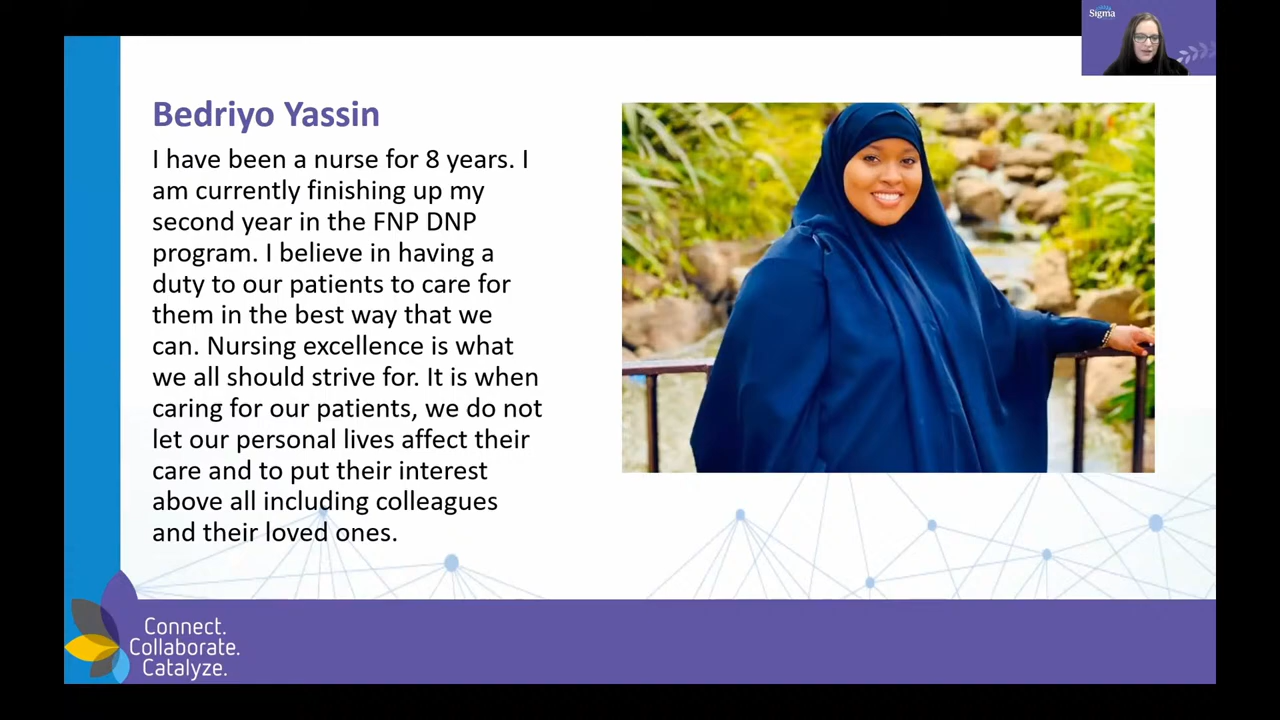 Sigma
Bedriyo Yassin
I have been a nurse for 8 years. I
am currently finishing up my
second year in the FNP DNP
program. I believe in having a
duty to our patients to care for
them in the best way that we
can. Nursing excellence is what
we all should strive for. It is when
caring for our patients, we do not
let our personal lives affect their
care and to put their interest
above all including colleagues
and their loved ones.
Connect.
Collaborate.
Catalyze.